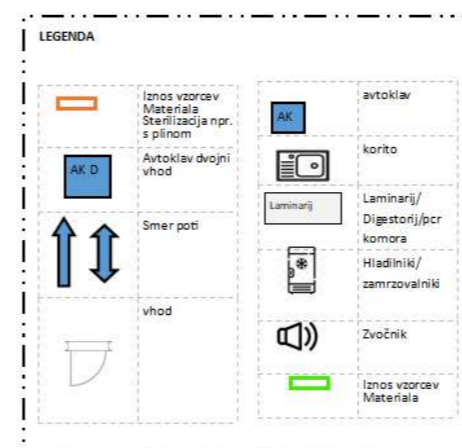 LEGENDA
Iznos vzorcev
Materiala
Sterilizacija npr.
s plinom
AK D
Avtoklav dvojni
vhod
Smer poti
vhod
AK
avtoklav
korito
Laminarij
Laminarij/
Digestorij/pcr
komora
Hladilniki/
zamrzovalniki
Zvočnik
Iznos vzorcev
Materiala